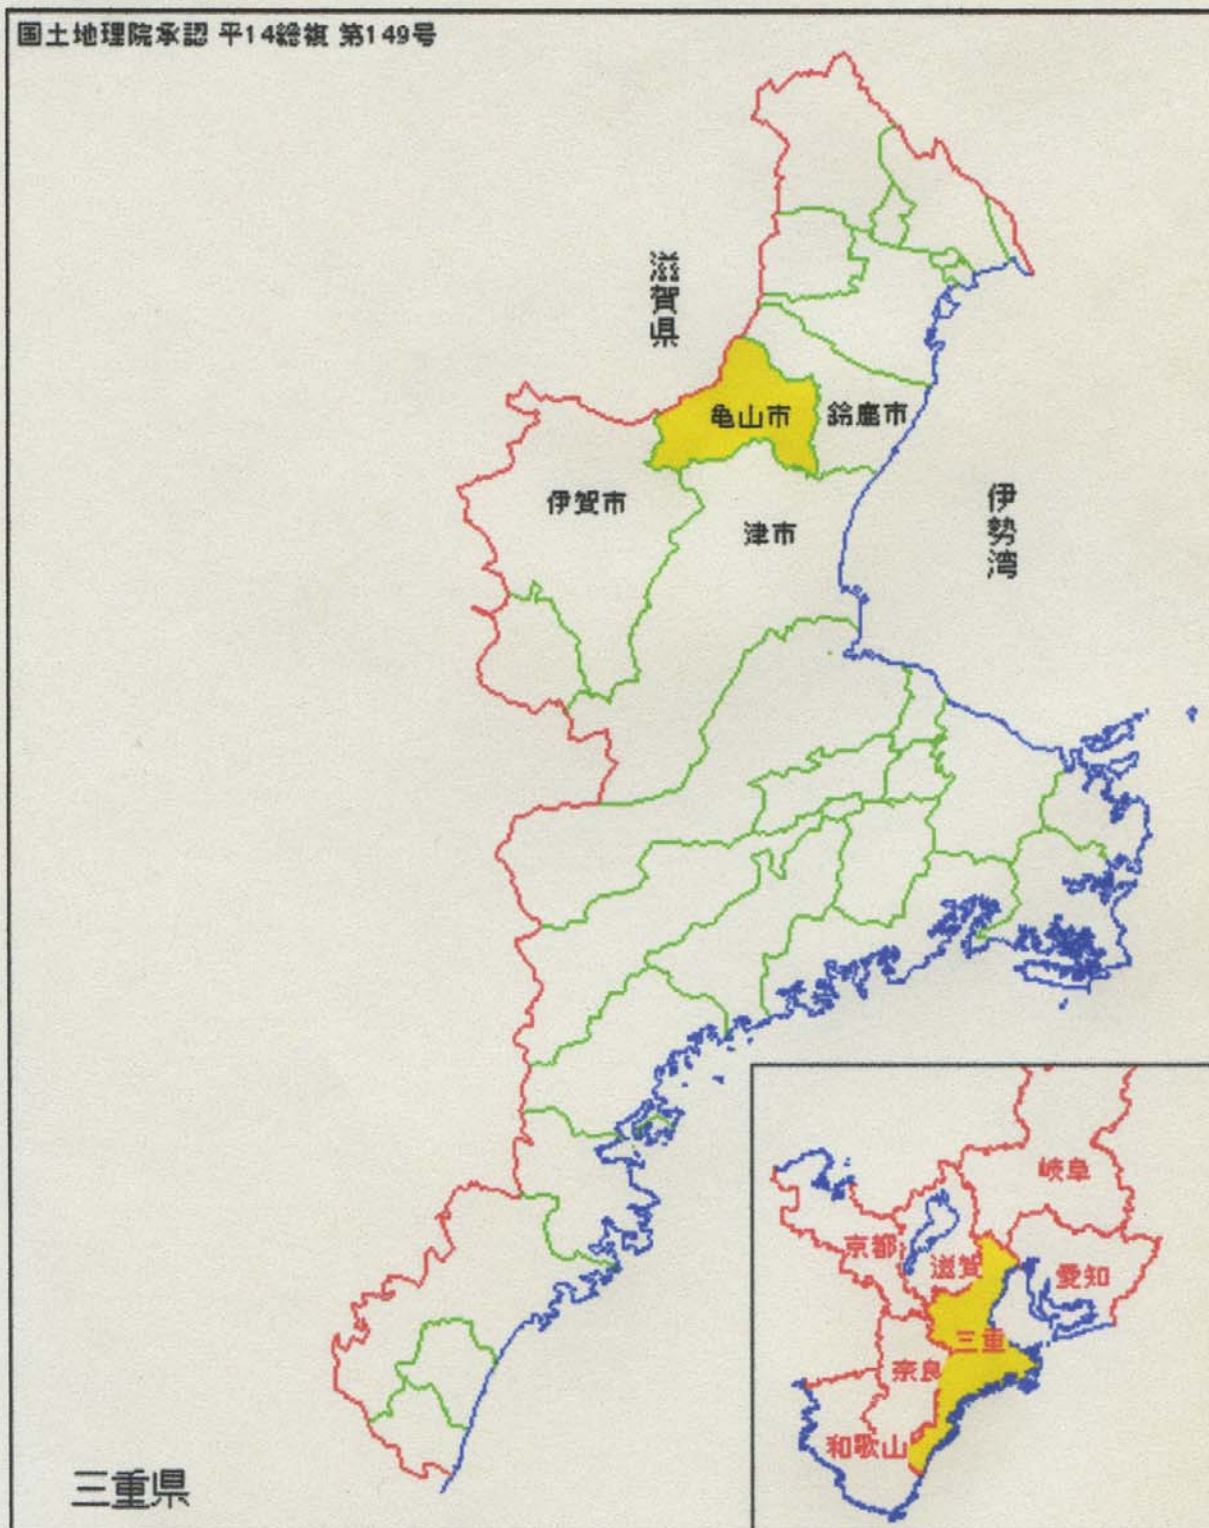 国土地理院承認 平14総複 第149号
滋賀県
亀山市
鈴鹿市
伊賀市
津市
伊勢湾
岐阜
京都
滋賀
愛知
三重
奈良
和歌山
三重県